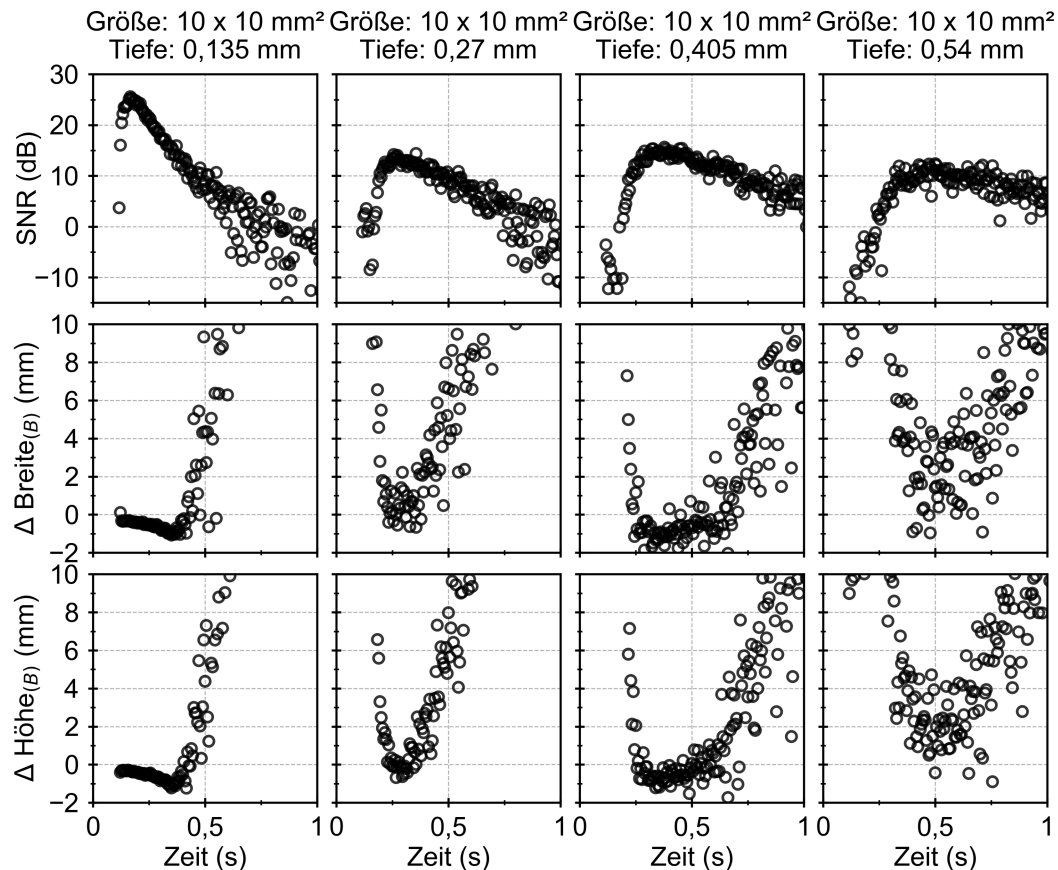 Größe: 10 x 10 mm² Größe: 10 x 10 mm² Größe: 10 x 10 mm² Größe: 10 x 10 mm²
Tiefe: 0,135 mm Tiefe: 0,27 mm Tiefe: 0,405 mm Tiefe: 0,54 mm
30
20
10
0
−10
SNR (dB)
10
8
6
4
2
0
−2
Δ Breite(B) (mm)
10
8
6
4
2
0
−2
Δ Höhe(B) (mm)
0 0,5 1 0,5 1 0,5 1 0,5 1
Zeit (s) Zeit (s) Zeit (s) Zeit (s)